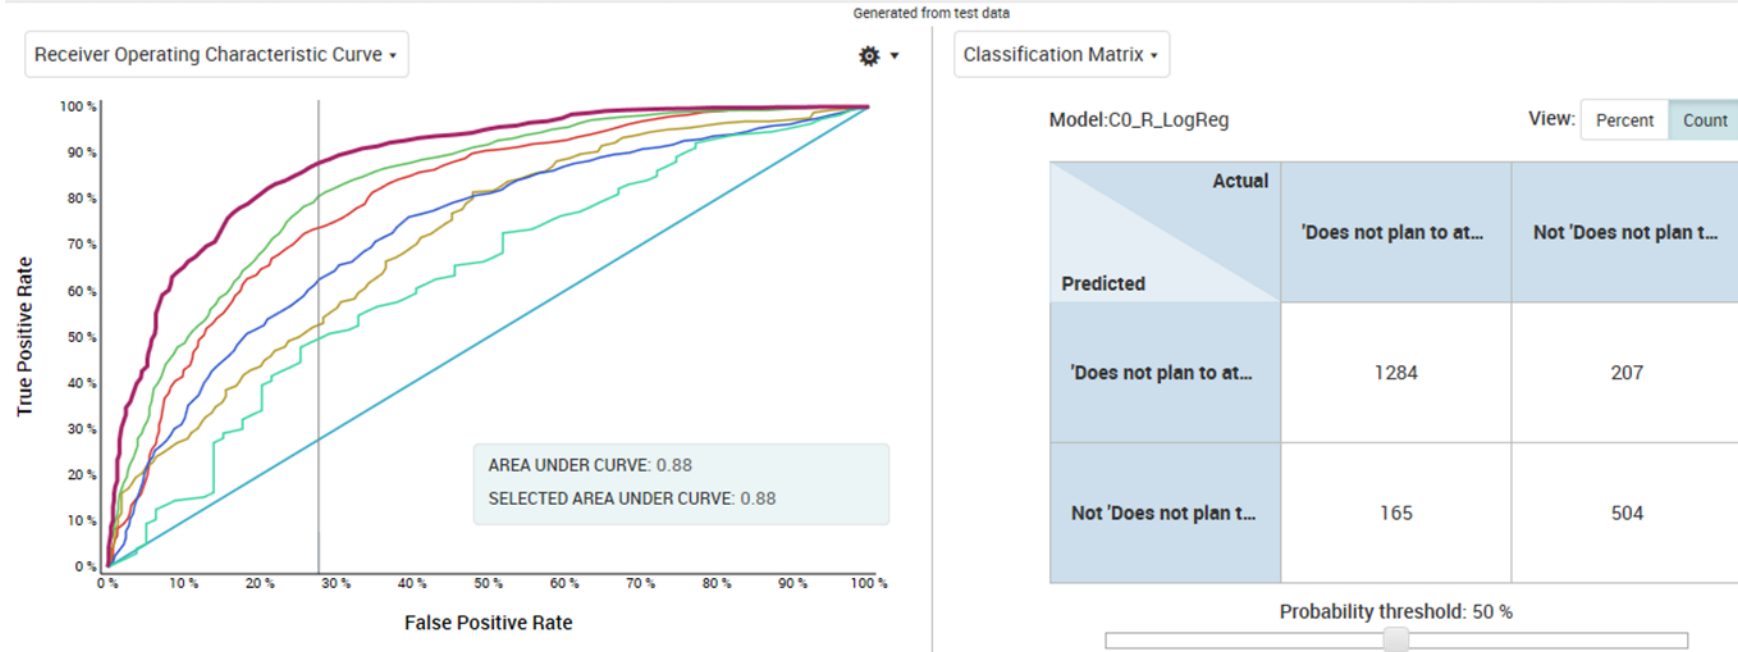 Generated from test data
Receiver Operating Characteristic Curve
Classification Matrix
Model:C0_R_LogReg
View: Percent Count
100 %
90 %
80 %
70 %
60 %
50 %
40 %
30 %
20 %
10 %
0 %
True Positive Rate
0 % 10 % 20 % 30 % 40 % 50 % 60 % 70 % 80 % 90 % 100 %
False Positive Rate
AREA UNDER CURVE: 0.88
SELECTED AREA UNDER CURVE: 0.88
Actual
Predicted
'Does not plan to at... Not 'Does not plan t...
'Does not plan to at... 1284 207
Not 'Does not plan t... 165 504
Probability threshold: 50 %